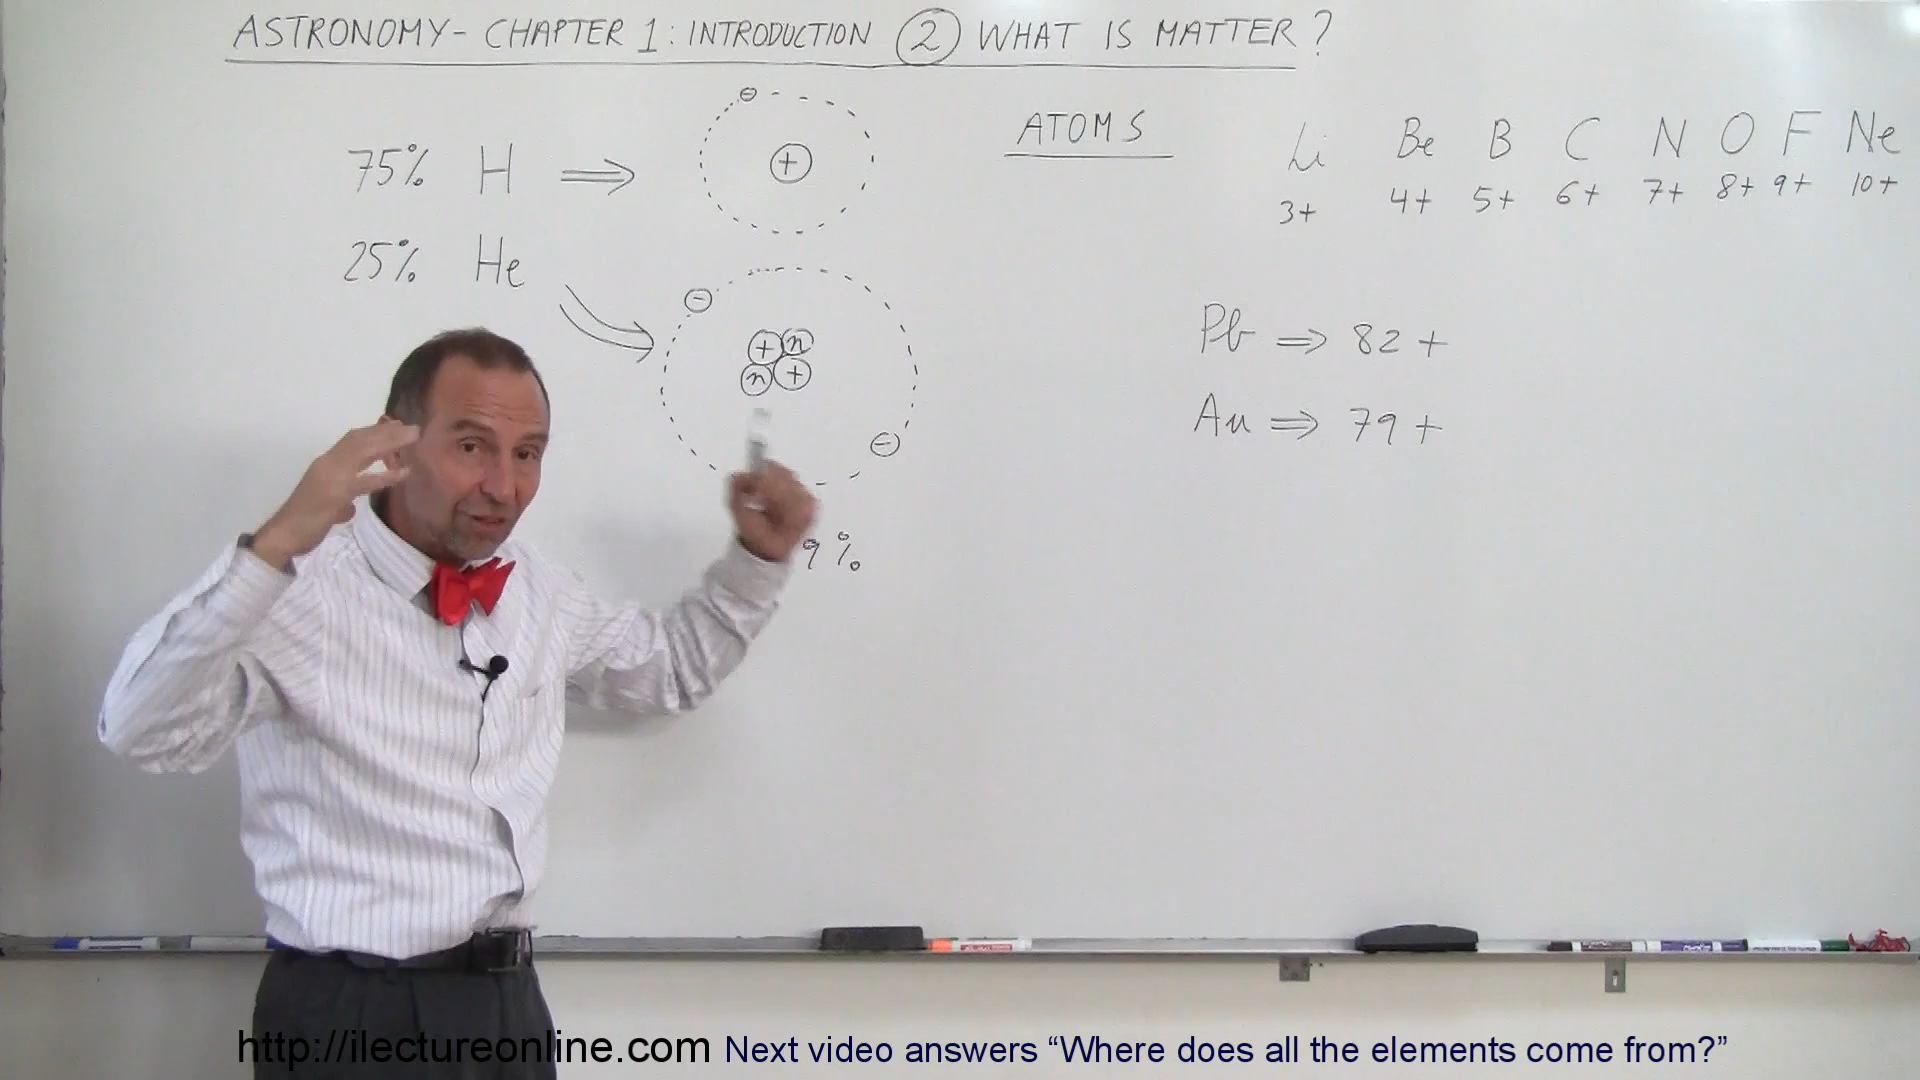 ASTRONOMY- CHAPTER 1: INTRODUCTION ② WHAT IS MATTER?
ATOMS
75% H ⇒
⊖
+
25% He
⊖
+ n
n +
⊖
9%
Li Be B C N O F Ne
3+ 4+ 5+ 6+ 7+ 8+ 9+ 10+
Pb ⇒ 82+
Au ⇒ 79+
http://ilectureonline.com Next video answers “Where does all the elements come from?”